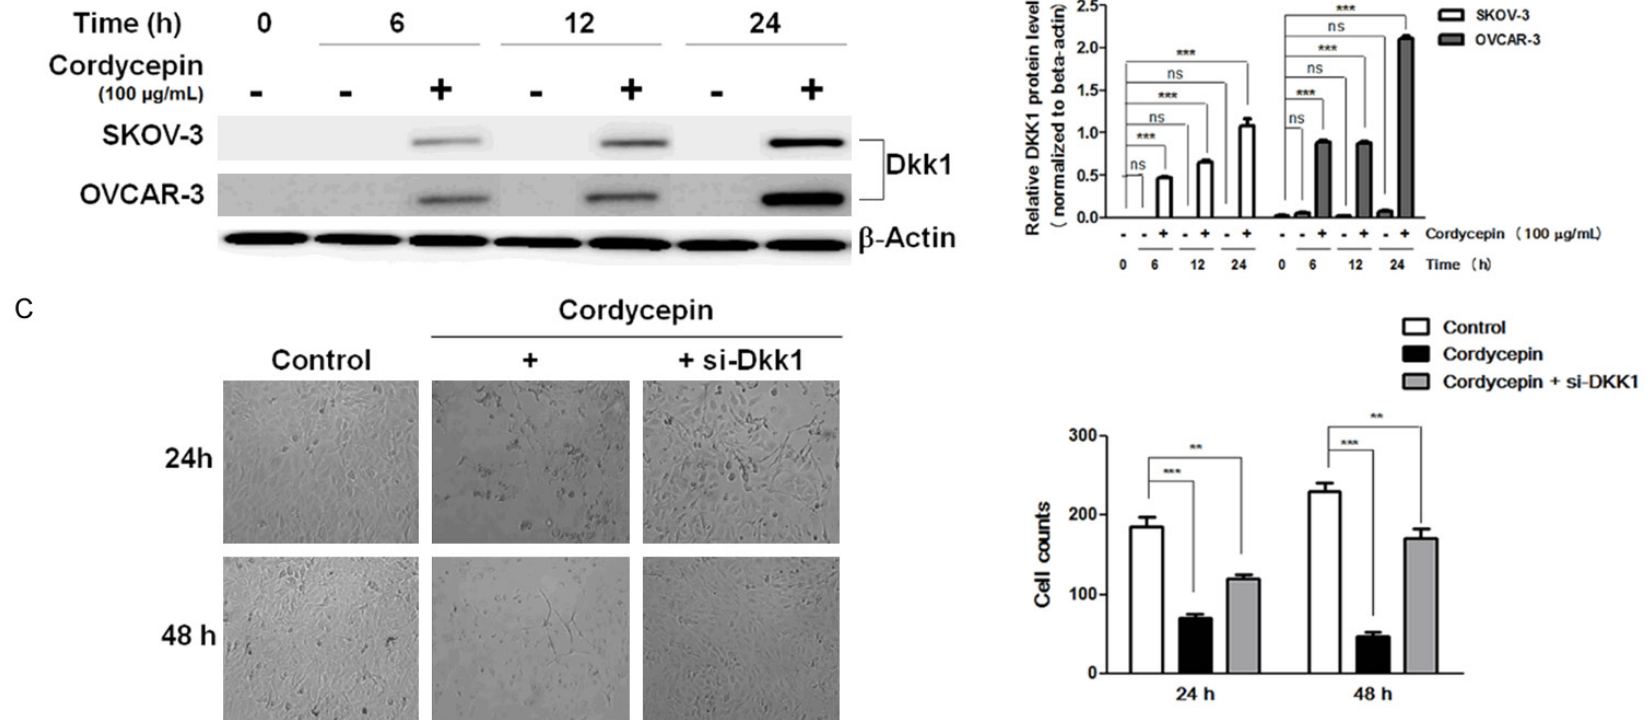 Time (h) 0 6 12 24
Cordycepin
(100 µg/mL) - - + - + - +
SKOV-3
OVCAR-3
Dkk1
β-Actin
Relative DKK1 protein level
( normalized to beta-actin)
2.5
2.0
1.5
1.0
0.5
0.0
ns *** ns *** ns ***
ns *** ns *** ns ***
SKOV-3
OVCAR-3
- - + - + - + - - + - + - + Cordycepin (100 µg/mL)
0 6 12 24 0 6 12 24 Time (h)
C
Cordycepin
Control + + si-Dkk1
24h
48 h
Control
Cordycepin
Cordycepin + si-DKK1
Cell counts
300
200
100
0
*** **
*** **
24 h 48 h